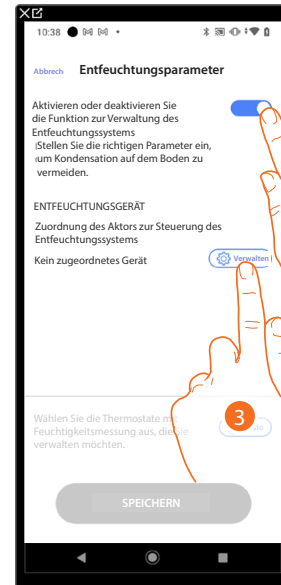 10:38
Abbrech Entfeuchtungsparameter
Aktivieren oder deaktivieren Sie
die Funktion zur Verwaltung des
Entfeuchtungssystems
Stellen Sie die richtigen Parameter ein,
um Kondensation auf dem Boden zu
vermeiden.
ENTFEUCHTUNGSGERÄT
Zuordnung des Aktors zur Steuerung des
Entfeuchtungssystems
Kein zugeordnetes Gerät
Verwalten
Wählen Sie die Thermostate mit
Feuchtigkeitsmessung aus, die Sie
verwalten möchten.
3
SPEICHERN